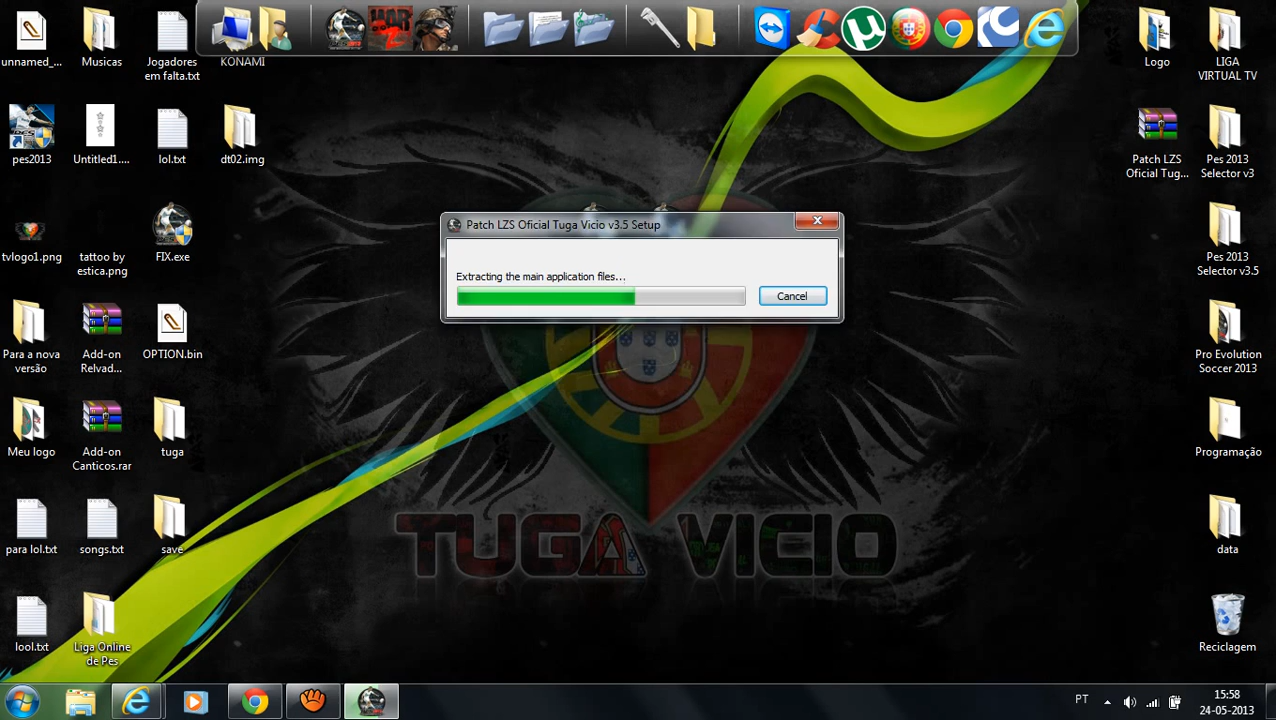 unnamed_...
Musicas
Jogadores
em falta.txt
KONAMI
Logo
LIGA
VIRTUAL TV
pes2013
Untitled1....
lol.txt
dt02.img
Patch LZS
Oficial Tug...
Pes 2013
Selector v3
Patch LZS Oficial Tuga Vicio v3.5 Setup
Extracting the main application files...
Cancel
tvlogo1.png
tattoo by
estica.png
FIX.exe
Pes 2013
Selector v3.5
Para a nova
versão
Add-on
Relvad...
OPTION.bin
Pro Evolution
Soccer 2013
Meu logo
Add-on
Canticos.rar
tuga
Programação
TUGA VICIO
para lol.txt
songs.txt
save
data
lool.txt
Liga Online
de Pes
Reciclagem
PT
15:58
24-05-2013